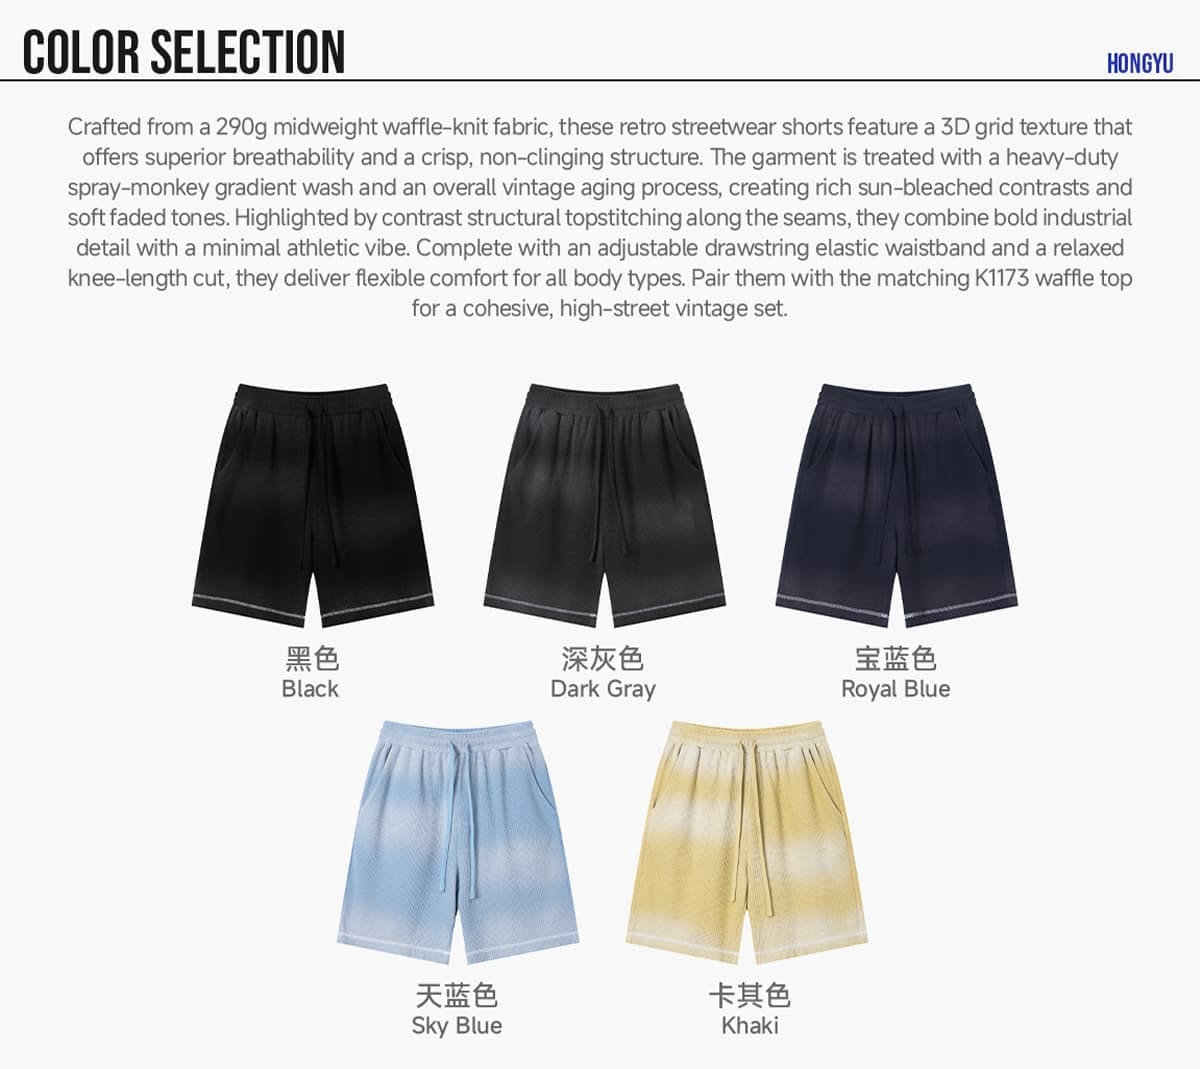 COLOR SELECTION
HONGYU
Crafted from a 290g midweight waffle-knit fabric, these retro streetwear shorts feature a 3D grid texture that
offers superior breathability and a crisp, non-clinging structure. The garment is treated with a heavy-duty
spray-monkey gradient wash and an overall vintage aging process, creating rich sun-bleached contrasts and
soft faded tones. Highlighted by contrast structural topstitching along the seams, they combine bold industrial
detail with a minimal athletic vibe. Complete with an adjustable drawstring elastic waistband and a relaxed
knee-length cut, they deliver flexible comfort for all body types. Pair them with the matching K1173 waffle top
for a cohesive, high-street vintage set.
黑色
Black
深灰色
Dark Gray
宝蓝色
Royal Blue
天蓝色
Sky Blue
卡其色
Khaki